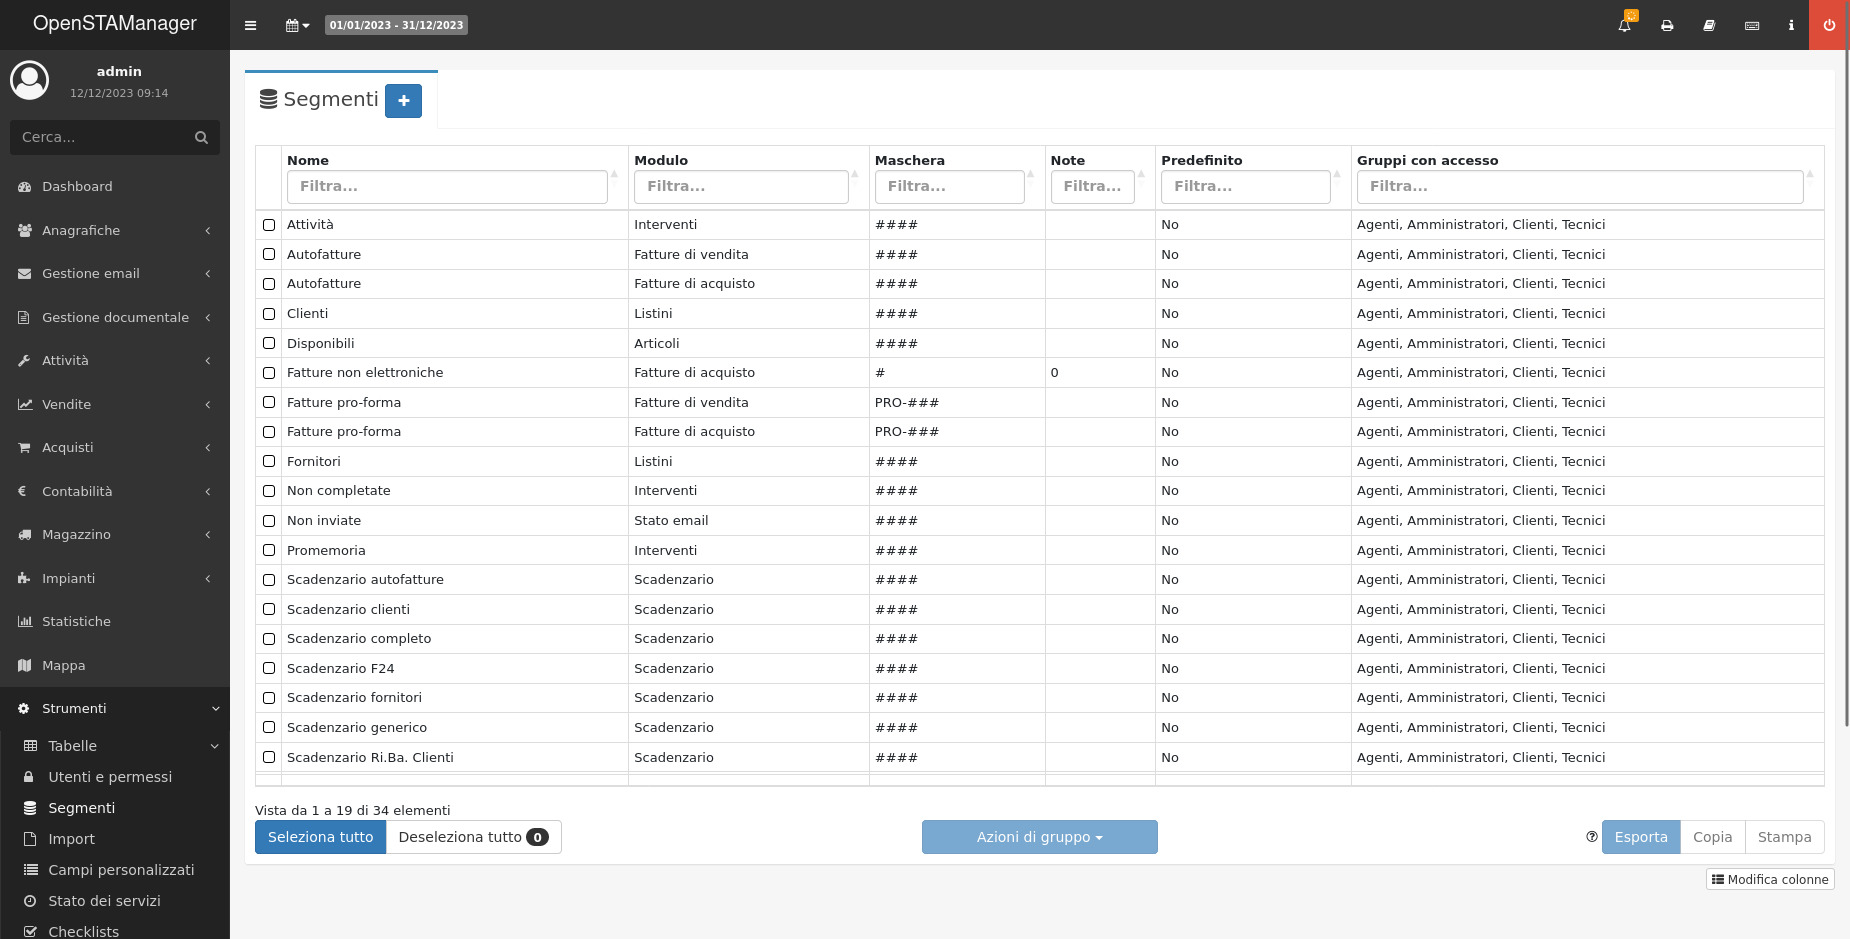 OpenSTAManager
01/01/2023 - 31/12/2023
admin
12/12/2023 09:14
Cerca...
Dashboard
Anagrafiche
Gestione email
Gestione documentale
Attività
Vendite
Acquisti
Contabilità
Magazzino
Impianti
Statistiche
Mappa
Strumenti
Tabelle
Utenti e permessi
Segmenti
Import
Campi personalizzati
Stato dei servizi
Checklists
Segmenti
Nome Modulo Maschera Note Predefinito Gruppi con accesso
Filtra... Filtra... Filtra... Filtra... Filtra... Filtra...
Attività Interventi #### No Agenti, Amministratori, Clienti, Tecnici
Autofatture Fatture di vendita #### No Agenti, Amministratori, Clienti, Tecnici
Autofatture Fatture di acquisto #### No Agenti, Amministratori, Clienti, Tecnici
Clienti Listini #### No Agenti, Amministratori, Clienti, Tecnici
Disponibili Articoli #### No Agenti, Amministratori, Clienti, Tecnici
Fatture non elettroniche Fatture di acquisto # 0 No Agenti, Amministratori, Clienti, Tecnici
Fatture pro-forma Fatture di vendita PRO-### No Agenti, Amministratori, Clienti, Tecnici
Fatture pro-forma Fatture di acquisto PRO-### No Agenti, Amministratori, Clienti, Tecnici
Fornitori Listini #### No Agenti, Amministratori, Clienti, Tecnici
Non completate Interventi #### No Agenti, Amministratori, Clienti, Tecnici
Non inviate Stato email #### No Agenti, Amministratori, Clienti, Tecnici
Promemoria Interventi #### No Agenti, Amministratori, Clienti, Tecnici
Scadenzario autofatture Scadenzario #### No Agenti, Amministratori, Clienti, Tecnici
Scadenzario clienti Scadenzario #### No Agenti, Amministratori, Clienti, Tecnici
Scadenzario completo Scadenzario #### No Agenti, Amministratori, Clienti, Tecnici
Scadenzario F24 Scadenzario #### No Agenti, Amministratori, Clienti, Tecnici
Scadenzario fornitori Scadenzario #### No Agenti, Amministratori, Clienti, Tecnici
Scadenzario generico Scadenzario #### No Agenti, Amministratori, Clienti, Tecnici
Scadenzario Ri.Ba. Clienti Scadenzario #### No Agenti, Amministratori, Clienti, Tecnici
Vista da 1 a 19 di 34 elementi
Seleziona tutto Deseleziona tutto 0 Azioni di gruppo Esporta Copia Stampa
Modifica colonne